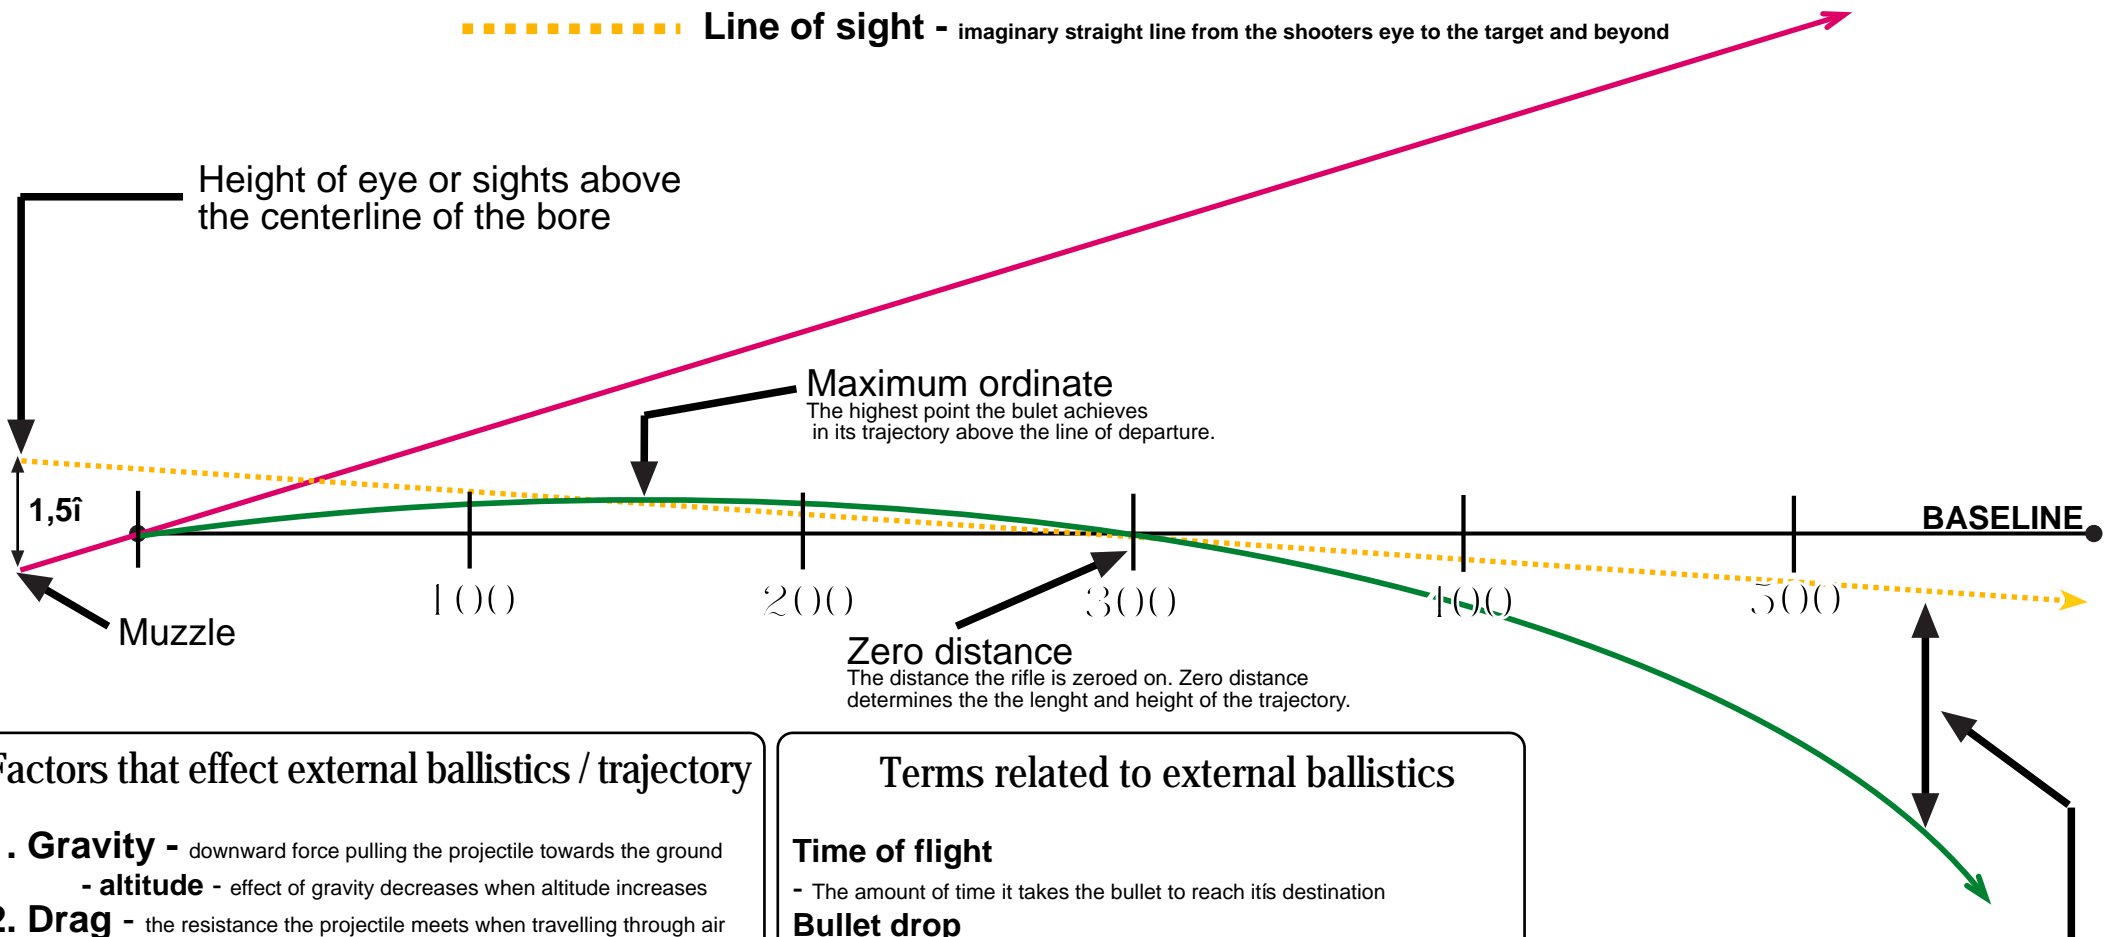 Line of sight - imaginary straight line from the shooters eye to the target and beyond
Height of eye or sights above
the centerline of the bore
Maximum ordinate
The highest point the bulet achieves
in its trajectory above the line of departure.
1,5î
BASELINE
100
200
300
400
500
Muzzle
Zero distance
The distance the rifle is zeroed on. Zero distance
determines the the lenght and height of the trajectory.
Factors that effect external ballistics / trajectory
. Gravity - downward force pulling the projectile towards the ground
- altitude - effect of gravity decreases when altitude increases
2. Drag - the resistance the projectile meets when travelling through air
Terms related to external ballistics
Time of flight
- The amount of time it takes the bullet to reach itís destination
Bullet drop